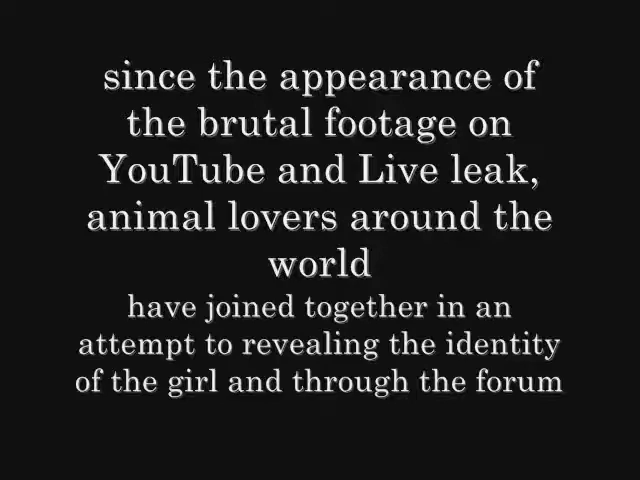 since the appearance of
the brutal footage on
YouTube and Live leak,
animal lovers around the
world
have joined together in an
attempt to revealing the identity
of the girl and through the forum